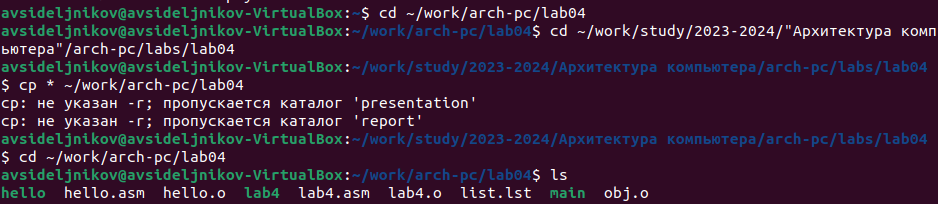 avsideljnikov@avsideljnikov-VirtualBox:~$ cd ~/work/arch-pc/lab04
avsideljnikov@avsideljnikov-VirtualBox:~/work/arch-pc/lab04$ cd ~/work/study/2023-2024/"Архитектура комп
ьютера"/arch-pc/labs/lab04
avsideljnikov@avsideljnikov-VirtualBox:~/work/study/2023-2024/Архитектура компьютера/arch-pc/labs/lab04
$ cp * ~/work/arch-pc/lab04
cp: не указан -r; пропускается каталог 'presentation'
cp: не указан -r; пропускается каталог 'report'
avsideljnikov@avsideljnikov-VirtualBox:~/work/study/2023-2024/Архитектура компьютера/arch-pc/labs/lab04
$ cd ~/work/arch-pc/lab04
avsideljnikov@avsideljnikov-VirtualBox:~/work/arch-pc/lab04$ ls
hello  hello.asm  hello.o  lab4  lab4.asm  lab4.o  list.lst  main  obj.o